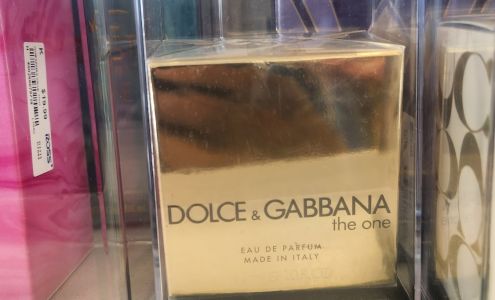 K
$19.99
ROSS
DOLCE & GABBANA
the one
EAU DE PARFUM
MADE IN ITALY